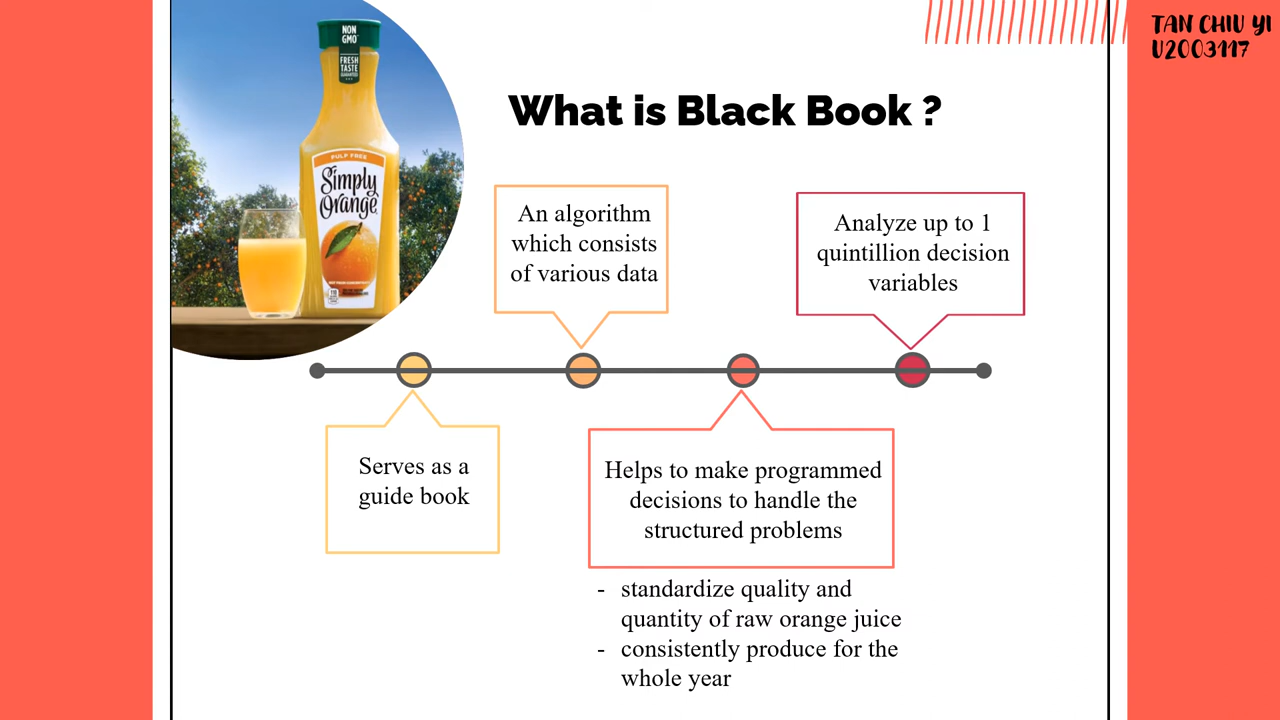 TAN CHIU YI
U2003117
What is Black Book ?
NON
GMO
FRESH
TASTE
PULP FREE
Simply
Orange
An algorithm
which consists
of various data
Analyze up to 1
quintillion decision
variables
Serves as a
guide book
Helps to make programmed
decisions to handle the
structured problems
- standardize quality and
quantity of raw orange juice
- consistently produce for the
whole year